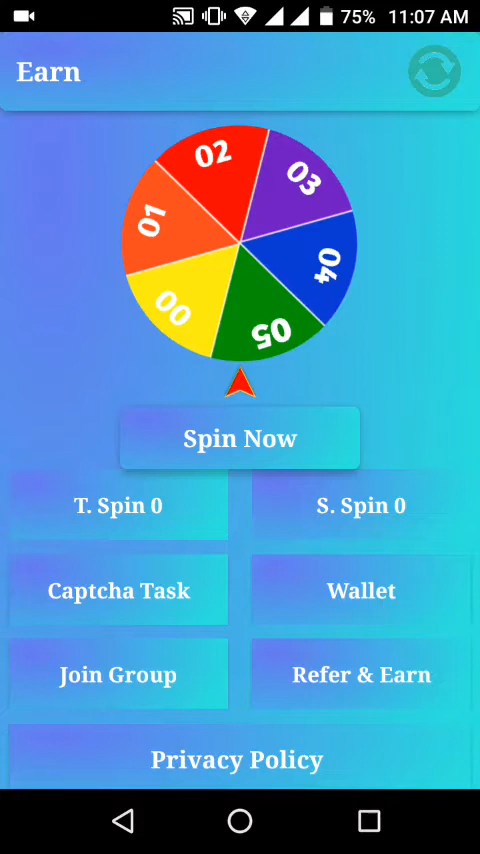 75% 11:07 AM
Earn
02
03
01
04
00
05
Spin Now
T. Spin 0
S. Spin 0
Captcha Task
Wallet
Join Group
Refer & Earn
Privacy Policy